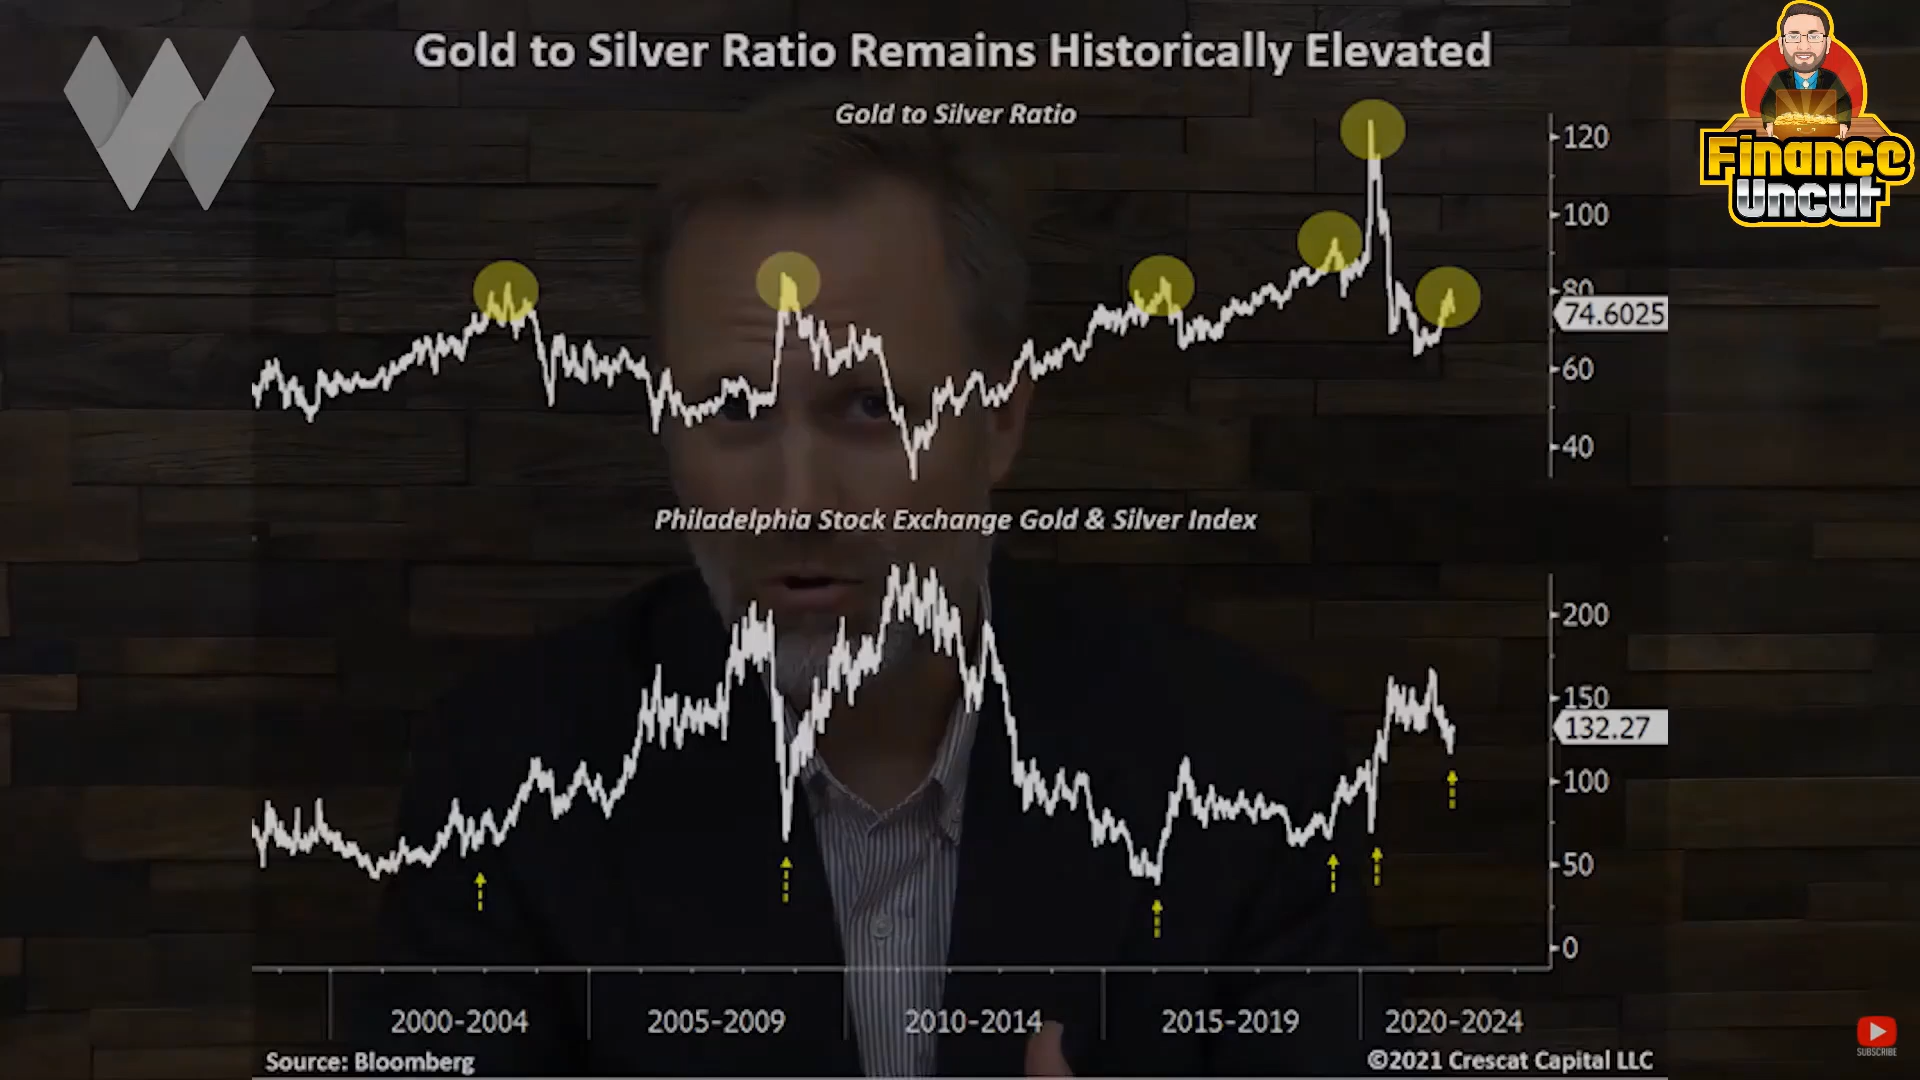 Gold to Silver Ratio Remains Historically Elevated
Gold to Silver Ratio
Finance
Uncut
120
100
80
74.6025
60
40
Philadelphia Stock Exchange Gold & Silver Index
200
150
132.27
100
50
0
2000-2004 2005-2009 2010-2014 2015-2019 2020-2024
Source: Bloomberg
©2021 Crescat Capital LLC
SUBSCRIBE